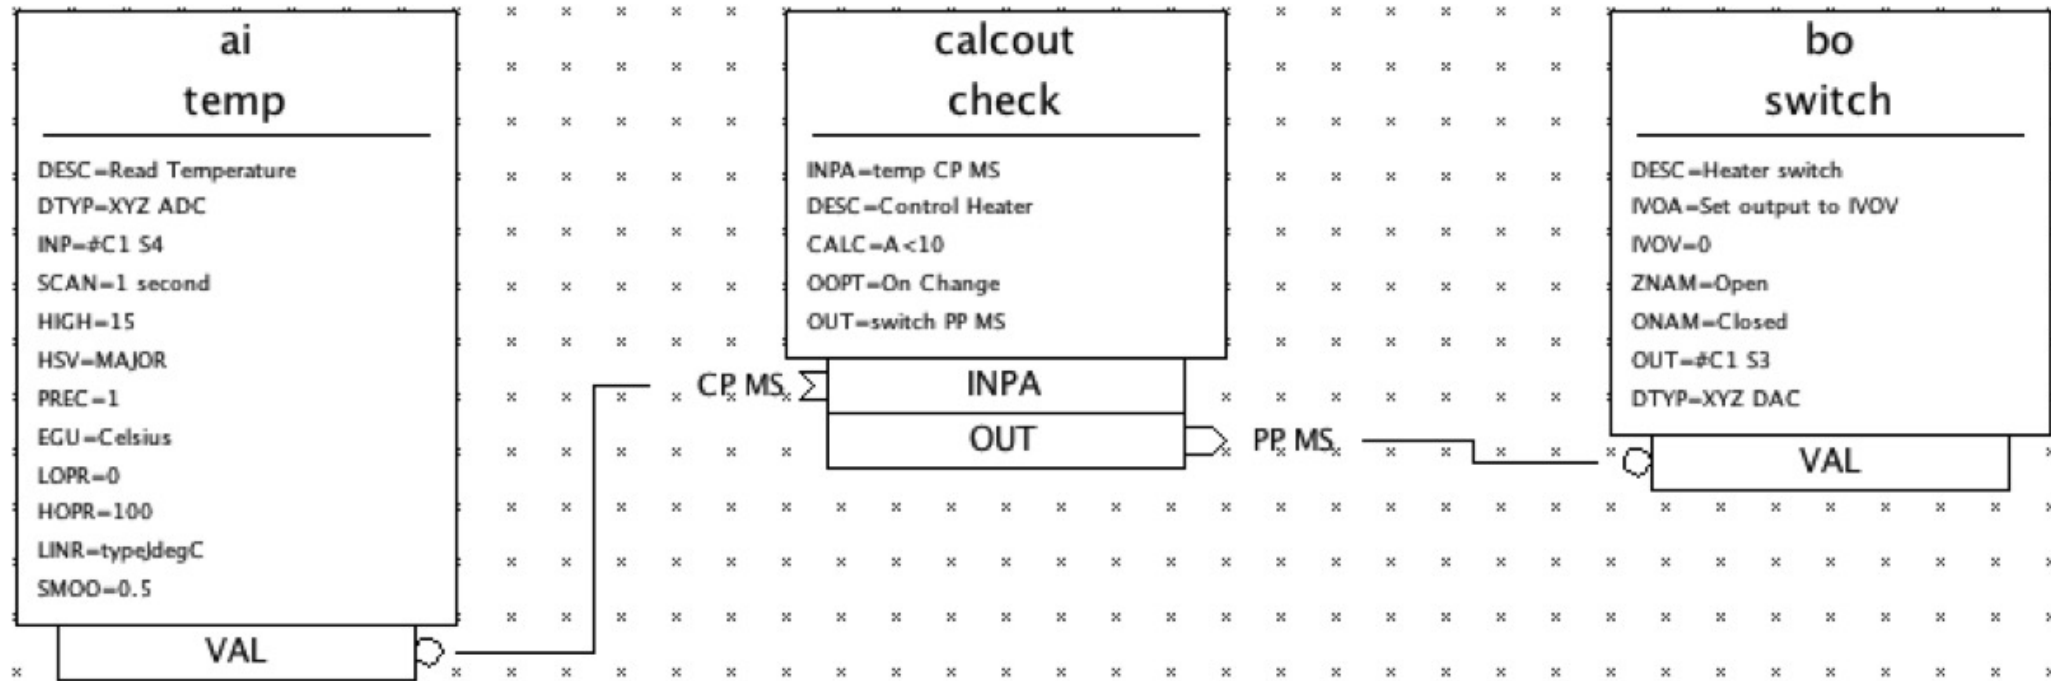 ai
temp
DESC=Read Temperature
DTYP=XYZ ADC
INP=#C1 S4
SCAN=1 second
HIGH=15
HSV=MAJOR
PREC=1
EGU=Celsius
LOPR=0
HOPR=100
LINR=typeJdegC
SMOO=0.5
VAL
calcout
check
INPA=temp CP MS
DESC=Control Heater
CALC=A<10
OOPT=On Change
OUT=switch PP MS
CP MS
INPA
OUT
PP MS
bo
switch
DESC=Heater switch
IVOA=Set output to IVOV
IVOV=0
ZNAM=Open
ONAM=Closed
OUT=#C1 S3
DTYP=XYZ DAC
VAL